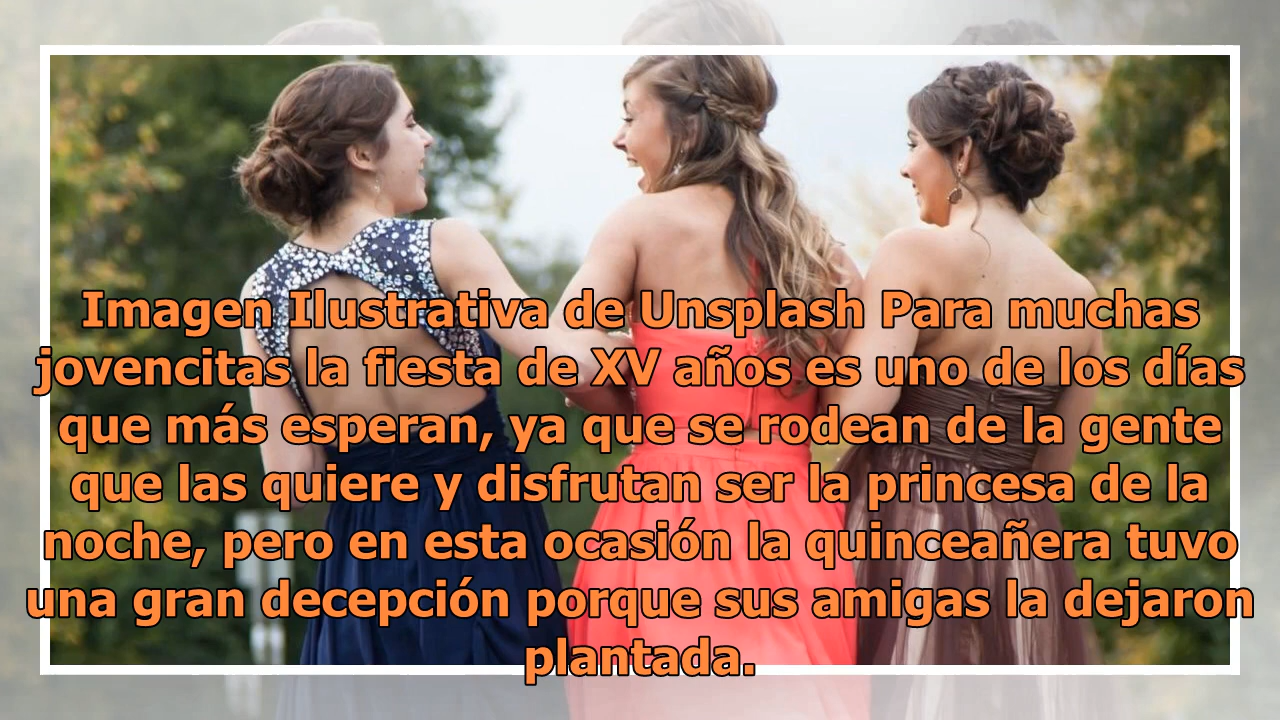 Imagen Ilustrativa de Unsplash Para muchas
jovencitas la fiesta de XV años es uno de los días
que más esperan, ya que se rodean de la gente
que las quiere y disfrutan ser la princesa de la
noche, pero en esta ocasión la quinceañera tuvo
una gran decepción porque sus amigas la dejaron
plantada.